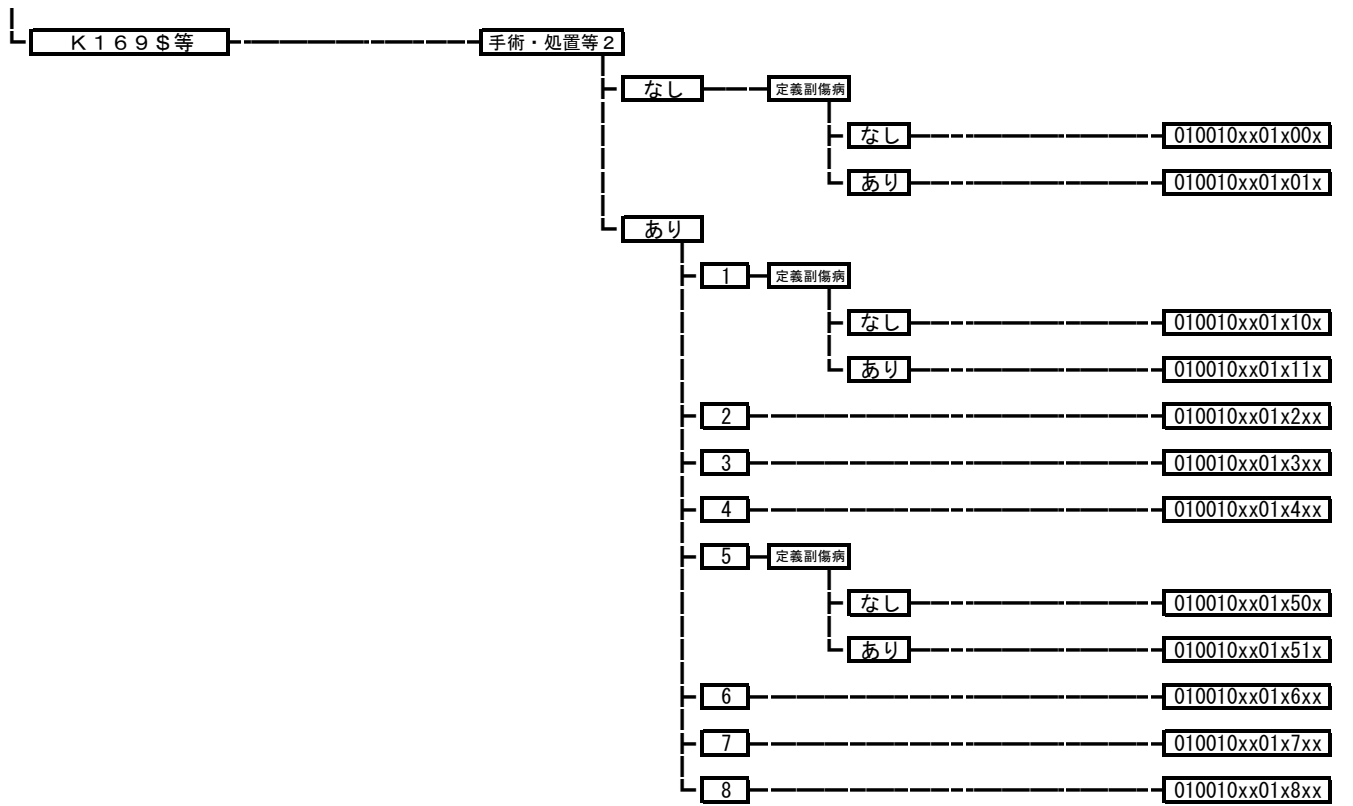 Ｋ１６９＄等 手術・処置等２
なし 定義副傷病
なし 010010xx01x00x
あり 010010xx01x01x
あり
1 定義副傷病
なし 010010xx01x10x
あり 010010xx01x11x
2 010010xx01x2xx
3 010010xx01x3xx
4 010010xx01x4xx
5 定義副傷病
なし 010010xx01x50x
あり 010010xx01x51x
6 010010xx01x6xx
7 010010xx01x7xx
8 010010xx01x8xx